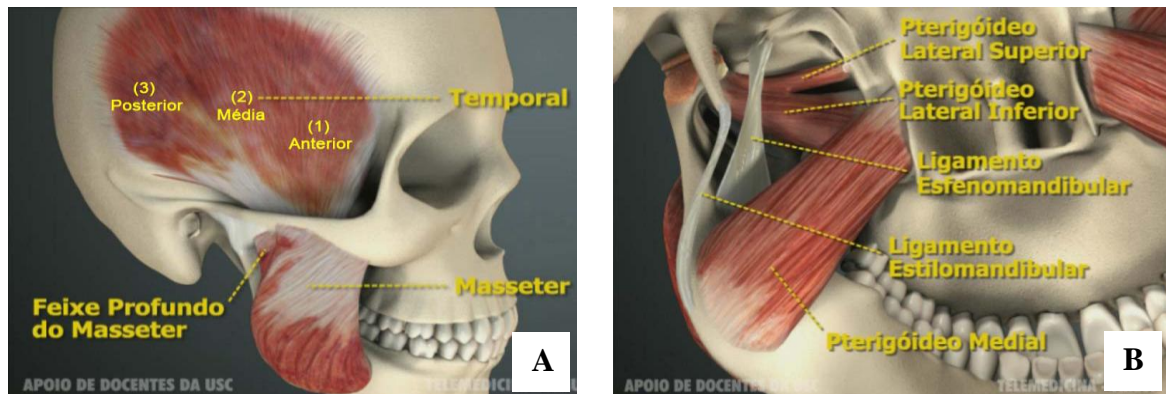 (3)
Posterior
(2)
Média
(1)
Anterior
Temporal
Feixe Profundo
do Masseter
Masseter
APOIO DE DOCENTES DA USC
TELEMEDICINA
A
Pterigóideo
Lateral Superior
Pterigóideo
Lateral Inferior
Ligamento
Esfenomandibular
Ligamento
Estilomandibular
Pterigóideo Medial
APOIO DE DOCENTES DA
TELEMEDICINA
B